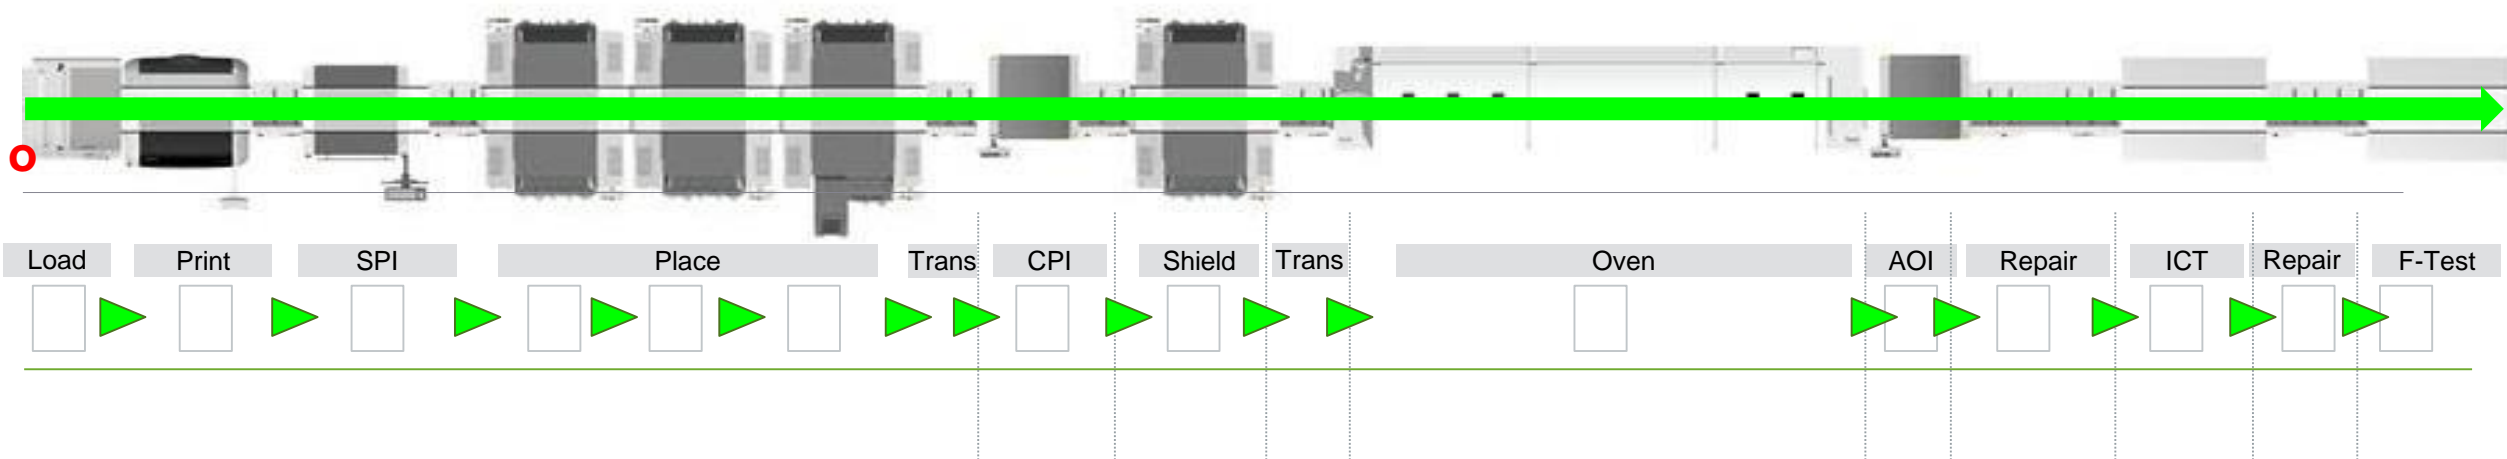 o
Load Print SPI Place Trans CPI Shield Trans Oven AOI Repair ICT Repair F-Test